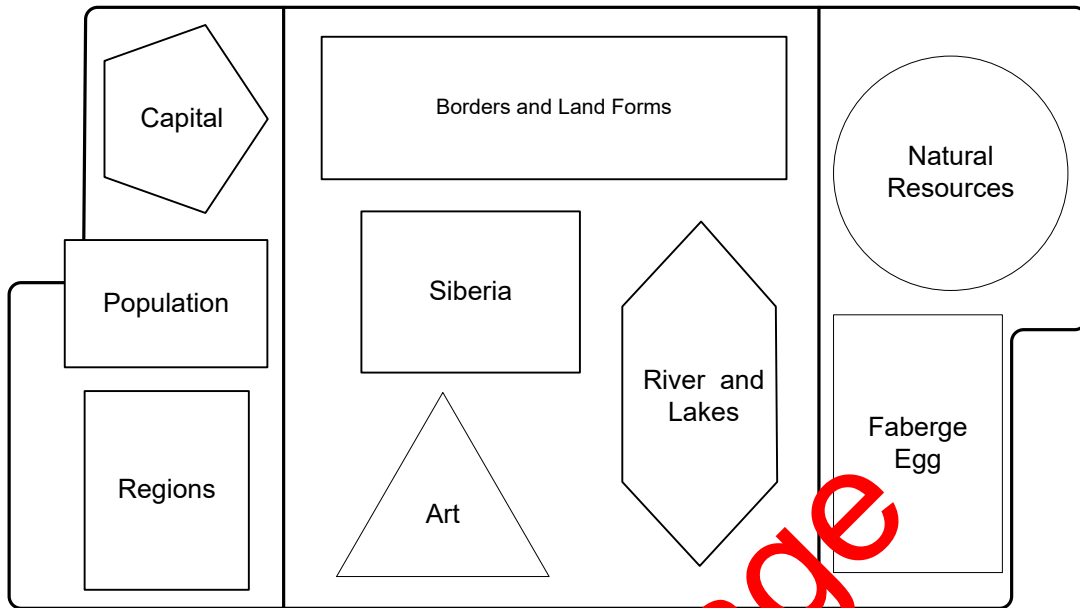 Capital
Population
Regions
Borders and Land Forms
Siberia
Art
River and
Lakes
Natural
Resources
Faberge
Egg